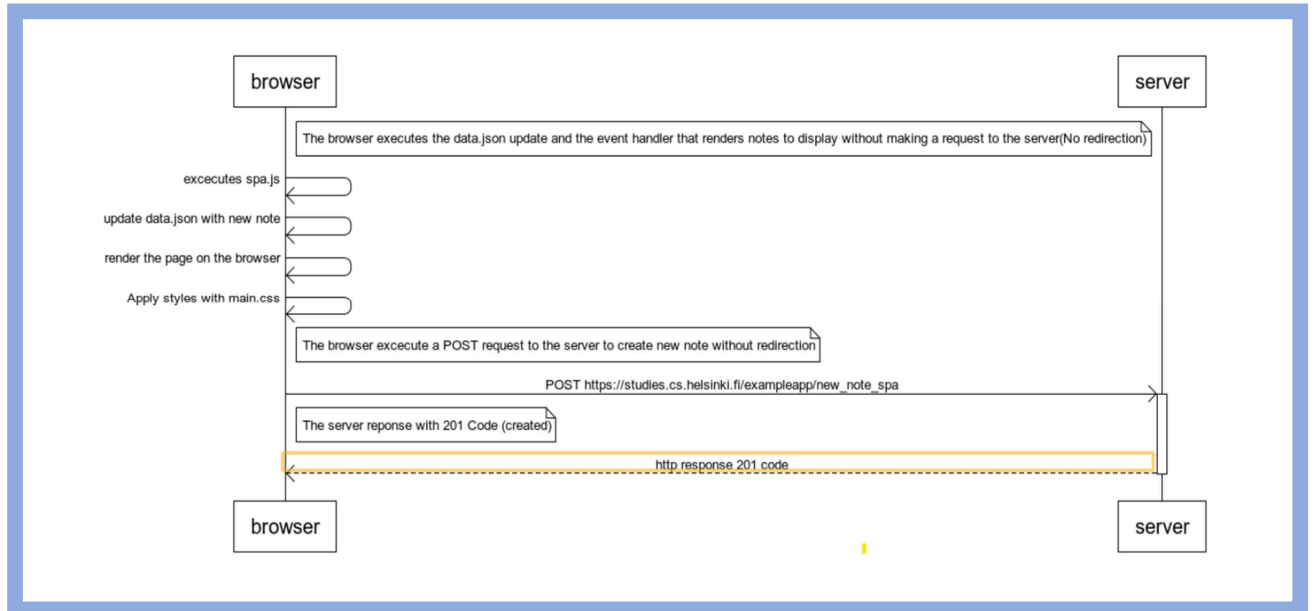 browser
server
The browser executes the data.json update and the event handler that renders notes to display without making a request to the server(No redirection)
excecutes spa.js
update data.json with new note
render the page on the browser
Apply styles with main.css
The browser excecute a POST request to the server to create new note without redirection
POST https://studies.cs.helsinki.fi/exampleapp/new_note_spa
The server reponse with 201 Code (created)
http response 201 code
browser
server